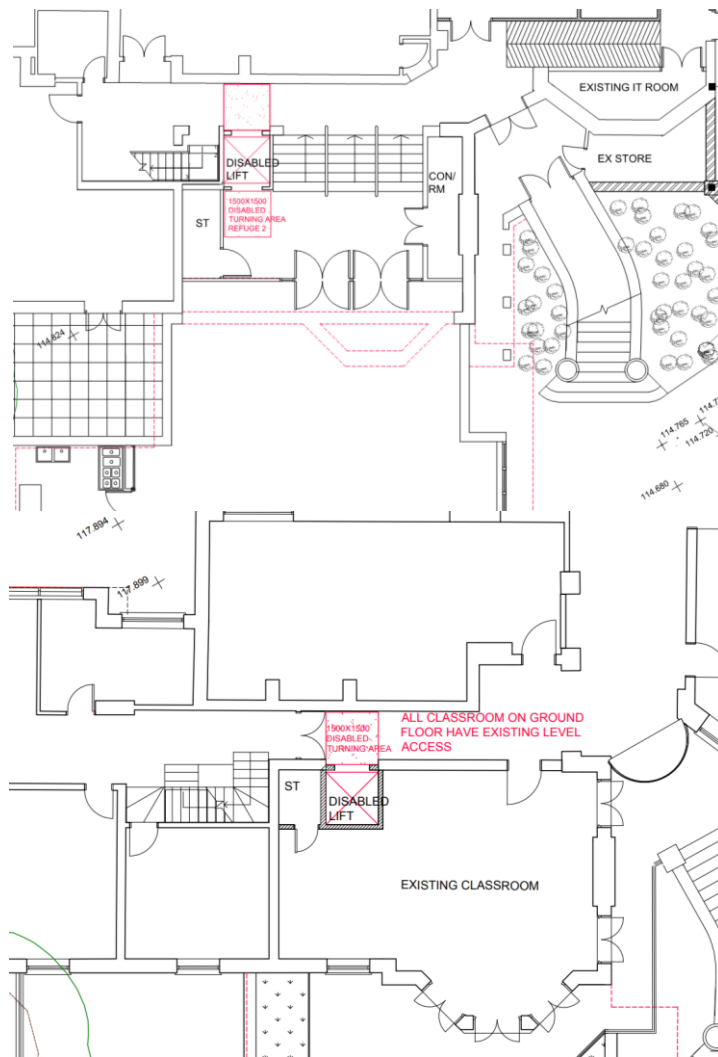 EXISTING IT ROOM
EX STORE
DISABLED
LIFT
CON/
RM
1500X1500
DISABLED
TURNING AREA
REFUGE 2
ST
114.824
114.765
114.720
114.680
117.894
117.899
ALL CLASSROOM ON GROUND
FLOOR HAVE EXISTING LEVEL
ACCESS
1500X1500
DISABLED
TURNING AREA
ST
DISABLED
LIFT
EXISTING CLASSROOM